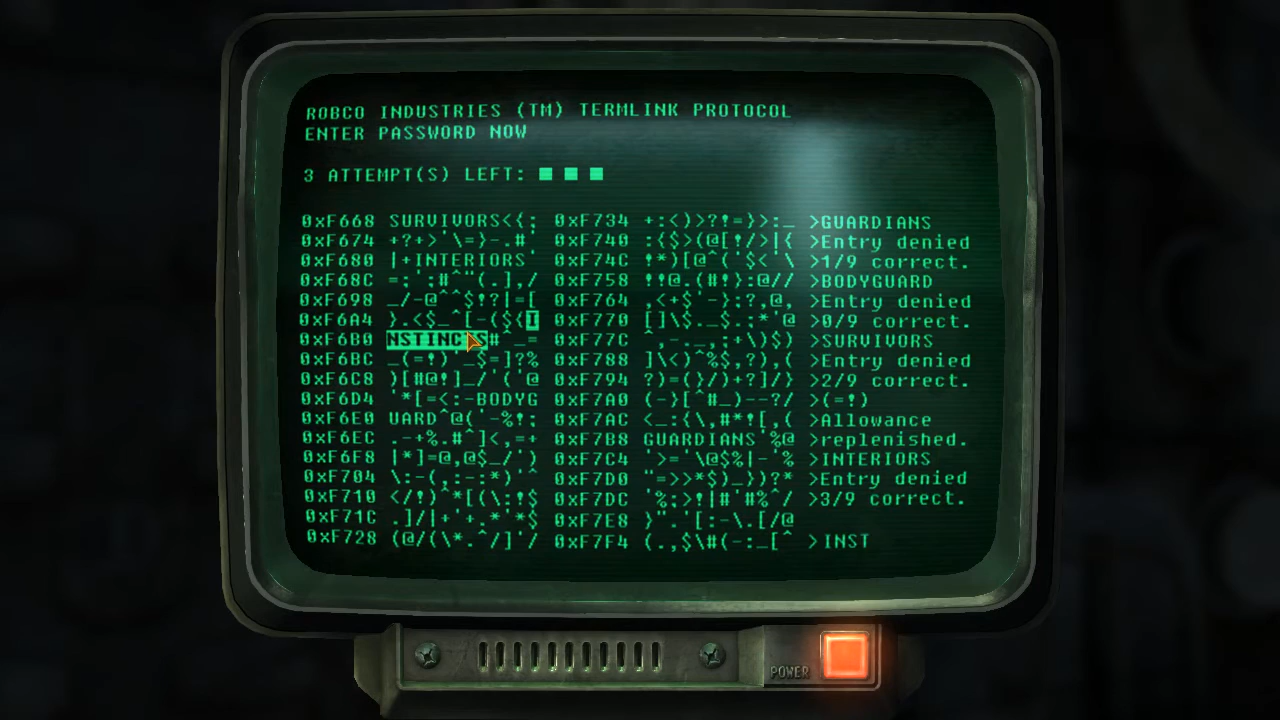 ROBCO INDUSTRIES (TM) TERMLINK PROTOCOL
ENTER PASSWORD NOW
3 ATTEMPT(S) LEFT: ■ ■ ■
0xF668 SURVIVORS<{; 0xF734 +:<)>?!=}>:_ >GUARDIANS
0xF674 +?+>'\=}-.#' 0xF740 :{$>(@[!/>|{ >Entry denied
0xF680 |+INTERIORS' 0xF74C !*)[@^('$<'\ >1/9 correct.
0xF68C =;';#^"(.],/ 0xF758 !!@.(#!}:@// >BODYGUARD
0xF698 _/-@^^$!?|=[ 0xF764 ,<+$'-}:?,@, >Entry denied
0xF6A4 }.<$_^[-(${I 0xF770 []\$._$.;*'@ >0/9 correct.
0xF6B0 NSTINCTS#^_= 0xF77C ^,-._,:+\)$) >SURVIVORS
0xF6BC _(=!)'_$=]?% 0xF788 ]\<)^%$,?),( >Entry denied
0xF6C8 )[#@!]_/'('@ 0xF794 ?)=(}/)+?]/} >2/9 correct.
0xF6D4 '*[=<:-BODYG 0xF7A0 (-}[^#_)--?/ >(=!)
0xF6E0 UARD^@('-%!: 0xF7AC <_:{\,#*![,( >Allowance
0xF6EC .-+%.#^]<,=+ 0xF7B8 GUARDIANS'%@ >replenished.
0xF6F8 |*]=@,@$_/') 0xF7C4 '>='\@$%|-'% >INTERIORS
0xF704 \:-(,:-:*)'^ 0xF7D0 "=>>*$)_})?* >Entry denied
0xF710 </!)^*[(\:!$ 0xF7DC '%;>!|#'#%^/ >3/9 correct.
0xF71C .]/|+'+.*'*$ 0xF7E8 }".'[:-\.[/@
0xF728 (@/(\*.^/]'/ 0xF7F4 (.,$\#(-:_[^ >INST
POWER